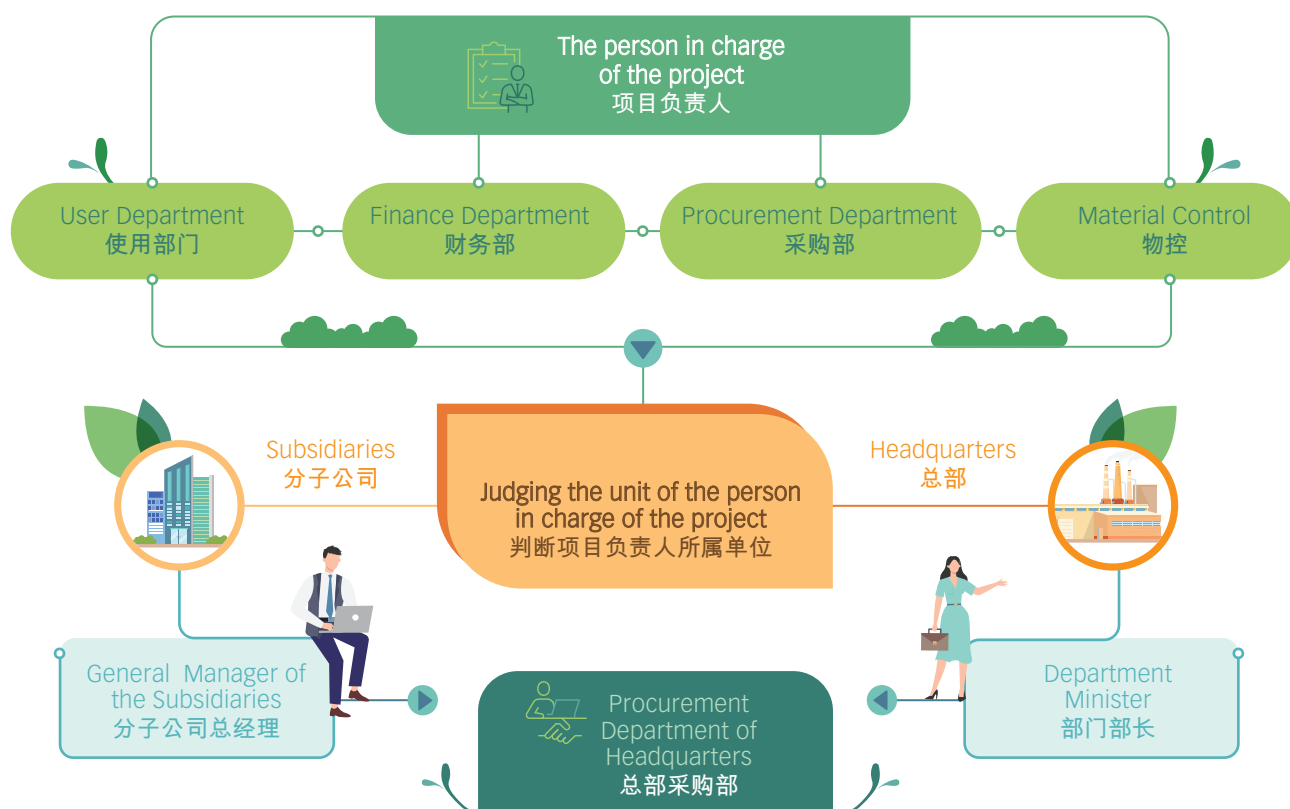 The person in charge
of the project
项目负责人
User Department
使用部门
Finance Department
财务部
Procurement Department
采购部
Material Control
物控
Subsidiaries
分子公司
Headquarters
总部
Judging the unit of the person
in charge of the project
判断项目负责人所属单位
General Manager of
the Subsidiaries
分子公司总经理
Procurement
Department of
Headquarters
总部采购部
Department
Minister
部门部长